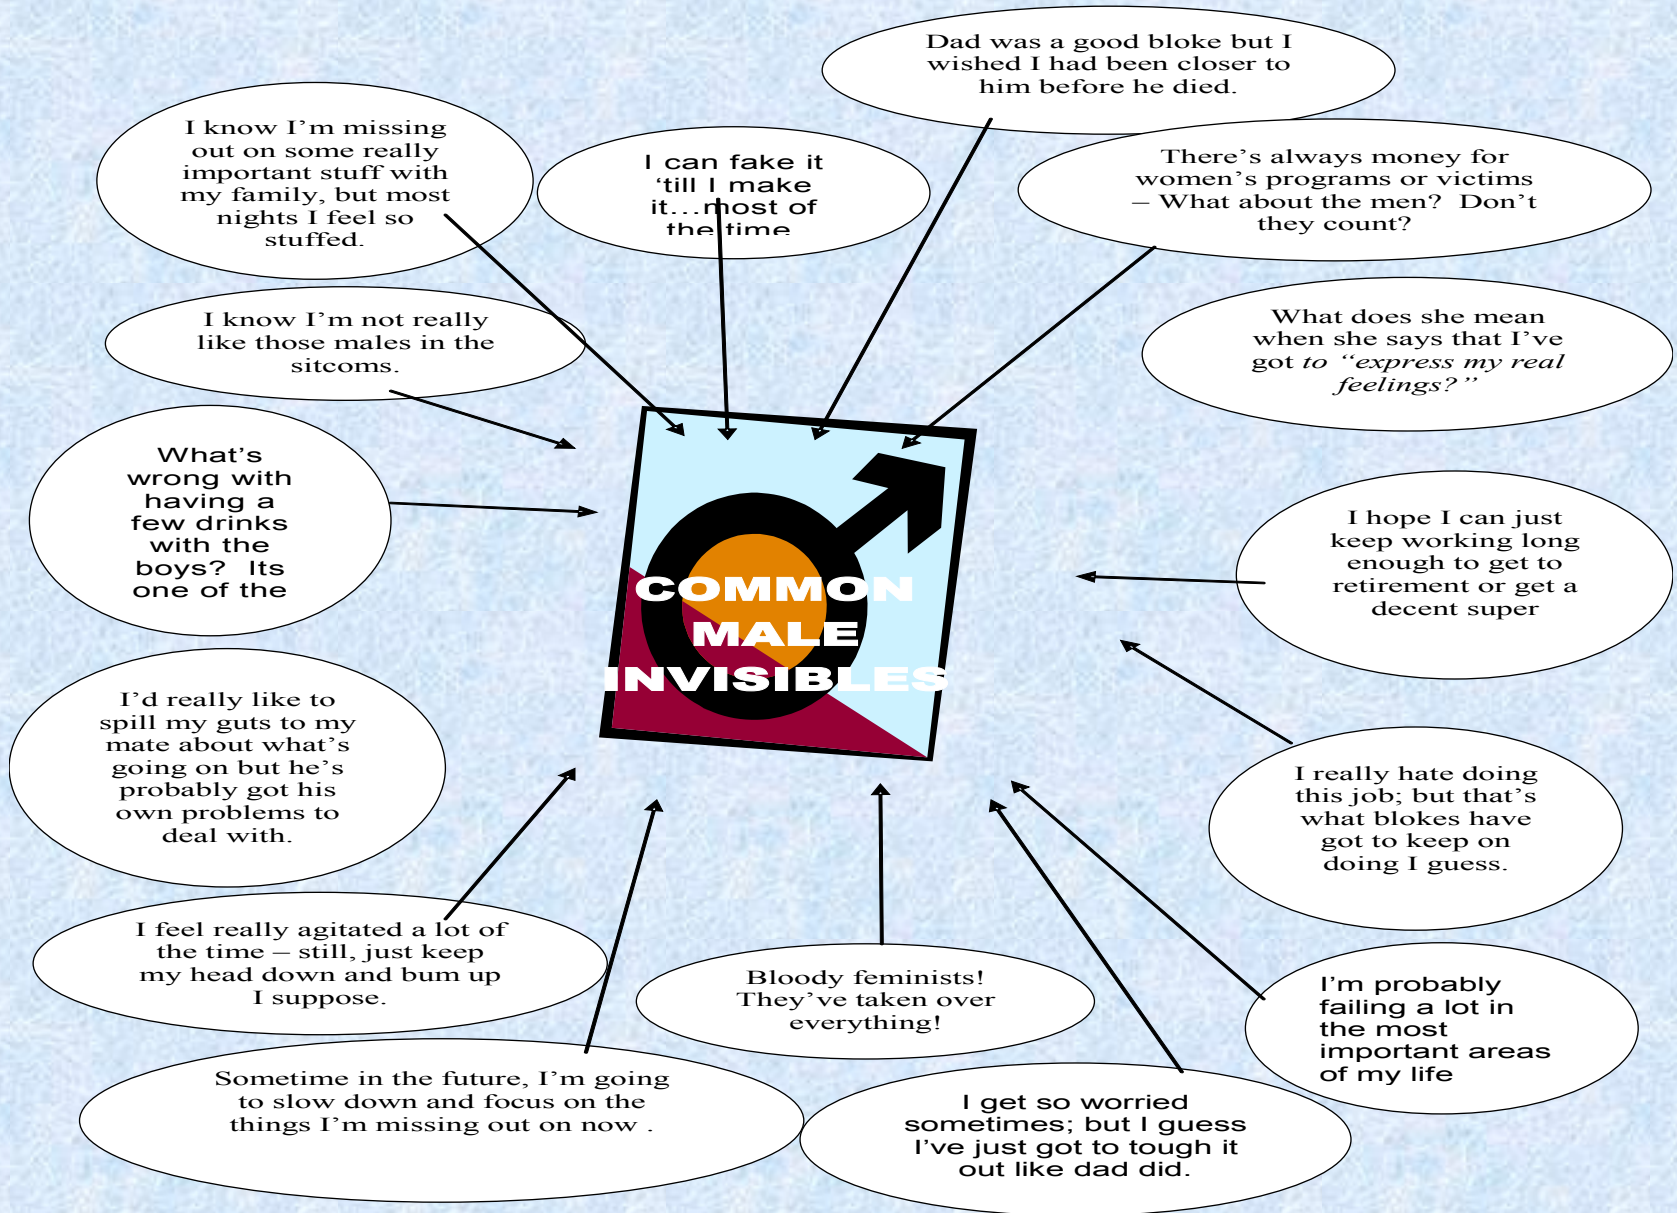 Dad was a good bloke but I
wished I had been closer to
him before he died.
I know I’m missing
out on some really
important stuff with
my family, but most
nights I feel so
stuffed.
I can fake it
‘till I make
it…most of
the time
There’s always money for
women’s programs or victims
– What about the men?  Don’t
they count?
I know I’m not really
like those males in the
sitcoms.
What does she mean
when she says that I’ve
got to “express my real
feelings?”
What’s
wrong with
having a
few drinks
with the
boys?  Its
one of the
I hope I can just
keep working long
enough to get to
retirement or get a
decent super
COMMON
MALE
INVISIBLES
I’d really like to
spill my guts to my
mate about what’s
going on but he’s
probably got his
own problems to
deal with.
I really hate doing
this job; but that’s
what blokes have
got to keep on
doing I guess.
I feel really agitated a lot of
the time – still, just keep
my head down and bum up
I suppose.
Bloody feminists!
They’ve taken over
everything!
I’m probably
failing a lot in
the most
important areas
of my life
Sometime in the future, I’m going
to slow down and focus on the
things I’m missing out on now .
I get so worried
sometimes; but I guess
I’ve just got to tough it
out like dad did.